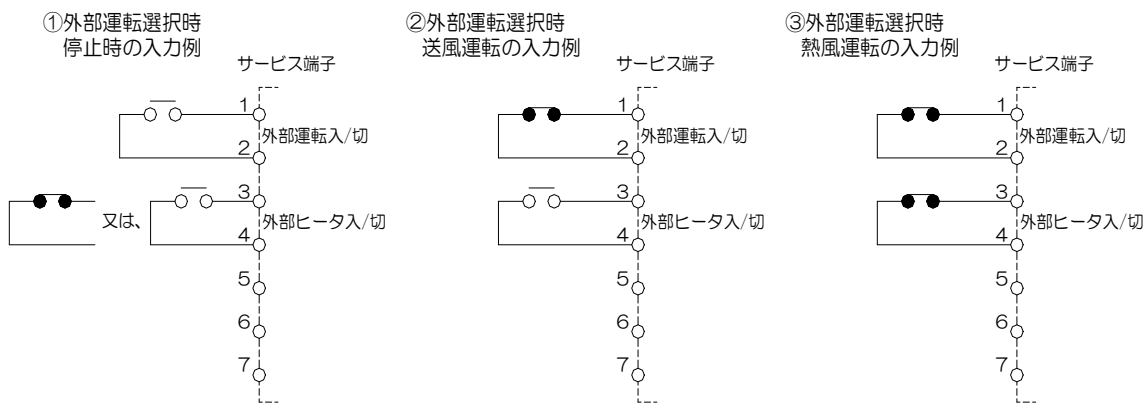 ①外部運転選択時
停止時の入力例
サービス端子
1
外部運転入/切
2
又は、
3
外部ヒータ入/切
4
5
6
7
②外部運転選択時
送風運転の入力例
サービス端子
1
外部運転入/切
2
3
外部ヒータ入/切
4
5
6
7
③外部運転選択時
熱風運転の入力例
サービス端子
1
外部運転入/切
2
3
外部ヒータ入/切
4
5
6
7